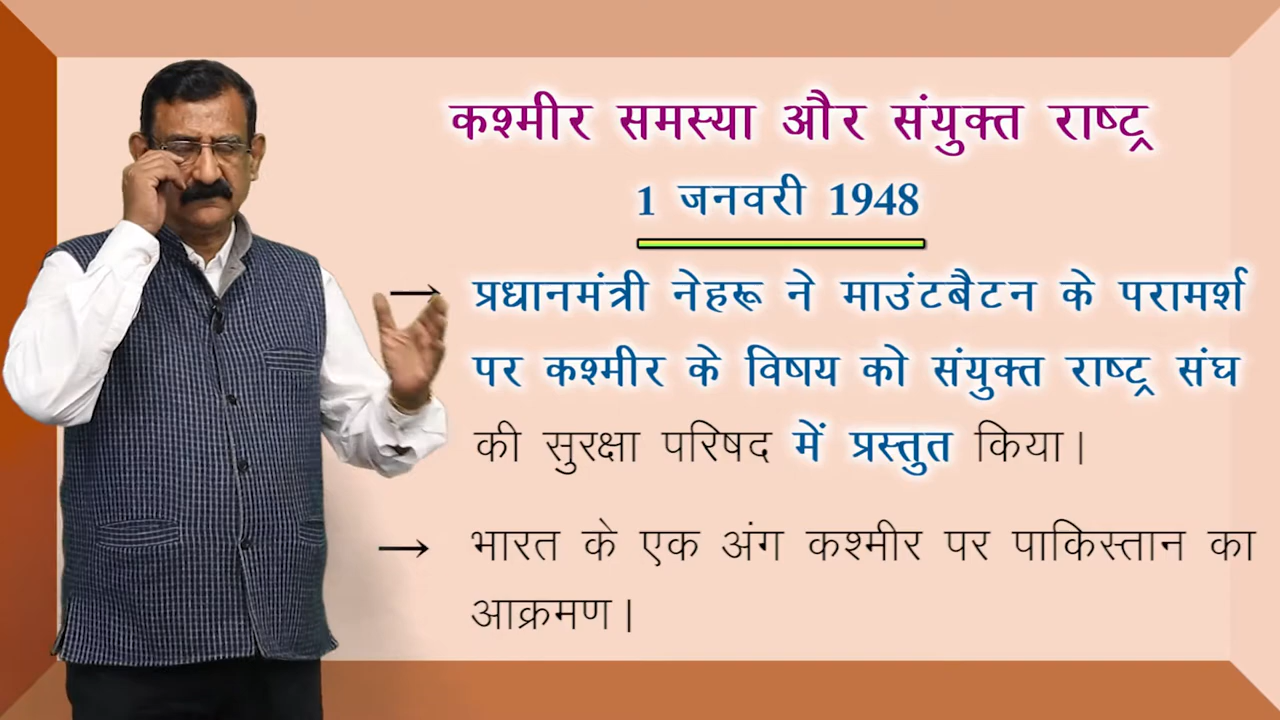 कश्मीर समस्या और संयुक्त राष्ट्र
1 जनवरी 1948
→ प्रधानमंत्री नेहरू ने माउंटबैटन के परामर्श
पर कश्मीर के विषय को संयुक्त राष्ट्र संघ
की सुरक्षा परिषद में प्रस्तुत किया।
→ भारत के एक अंग कश्मीर पर पाकिस्तान का
आक्रमण।